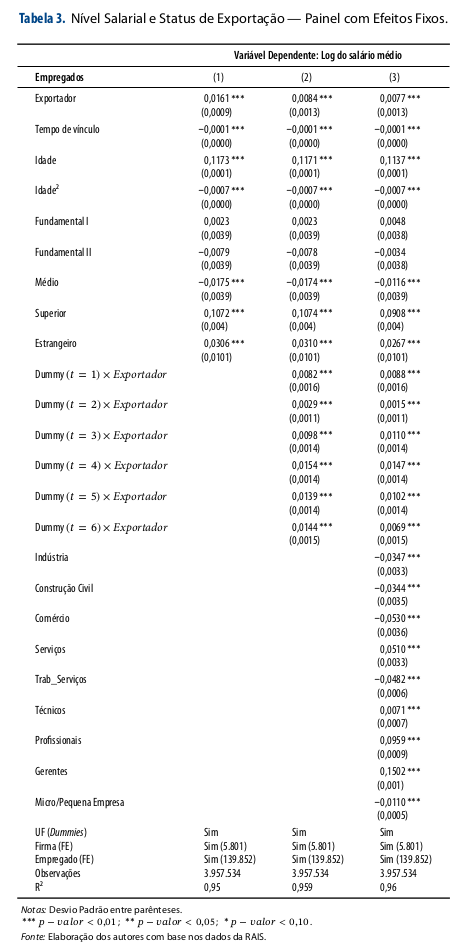 Tabela 3. Nível Salarial e Status de Exportação — Painel com Efeitos Fixos.
Variável Dependente: Log do salário médio
Empregados (1) (2) (3)
Exportador 0,0161 *** 0,0084 *** 0,0077 ***
(0,0009) (0,0013) (0,0013)
Tempo de vínculo −0,0001 *** −0,0001 *** −0,0001 ***
(0,0000) (0,0000) (0,0000)
Idade 0,1173 *** 0,1171 *** 0,1137 ***
(0,0001) (0,0001) (0,0001)
Idade² −0,0007 *** −0,0007 *** −0,0007 ***
(0,0000) (0,0000) (0,0000)
Fundamental I 0,0023 0,0023 0,0048
(0,0039) (0,0039) (0,0038)
Fundamental II −0,0079 −0,0078 −0,0034
(0,0039) (0,0039) (0,0038)
Médio −0,0175 *** −0,0174 *** −0,0116 ***
(0,0039) (0,0039) (0,0039)
Superior 0,1072 *** 0,1074 *** 0,0908 ***
(0,004) (0,004) (0,004)
Estrangeiro 0,0306 *** 0,0310 *** 0,0267 ***
(0,0101) (0,0101) (0,0101)
Dummy (t = 1) × Exportador 0,0082 *** 0,0088 ***
(0,0016) (0,0016)
Dummy (t = 2) × Exportador 0,0029 *** 0,0015 ***
(0,0011) (0,0011)
Dummy (t = 3) × Exportador 0,0098 *** 0,0110 ***
(0,0014) (0,0014)
Dummy (t = 4) × Exportador 0,0154 *** 0,0147 ***
(0,0014) (0,0014)
Dummy (t = 5) × Exportador 0,0139 *** 0,0102 ***
(0,0014) (0,0014)
Dummy (t = 6) × Exportador 0,0144 *** 0,0069 ***
(0,0015) (0,0015)
Indústria −0,0347 ***
(0,0033)
Construção Civil −0,0344 ***
(0,0035)
Comércio −0,0530 ***
(0,0036)
Serviços 0,0510 ***
(0,0033)
Trab_Serviços −0,0482 ***
(0,0006)
Técnicos 0,0071 ***
(0,0007)
Profissionais 0,0959 ***
(0,0009)
Gerentes 0,1502 ***
(0,001)
Micro/Pequena Empresa −0,0110 ***
(0,0005)
UF (Dummies) Sim Sim Sim
Firma (FE) Sim (5.801) Sim (5.801) Sim (5.801)
Empregado (FE) Sim (139.852) Sim (139.852) Sim (139.852)
Observações 3.957.534 3.957.534 3.957.534
R² 0,95 0,959 0,96
Notas: Desvio Padrão entre parênteses.
*** p − valor < 0,01; ** p − valor < 0,05; * p − valor < 0,10.
Fonte: Elaboração dos autores com base nos dados da RAIS.